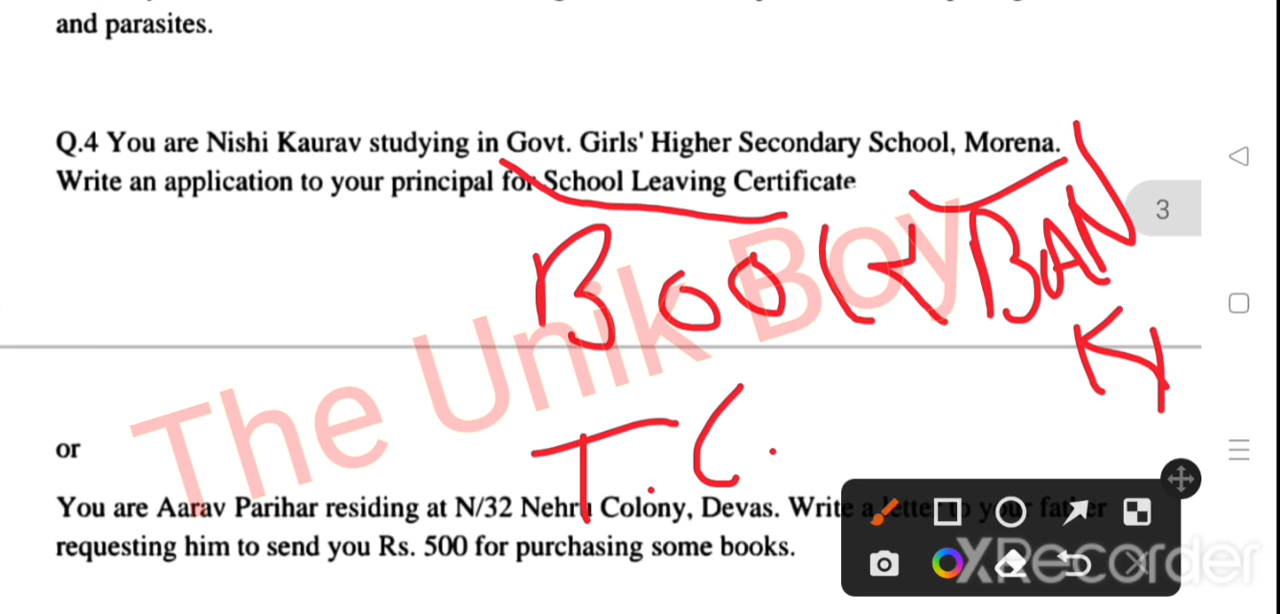 and parasites.
Q.4 You are Nishi Kaurav studying in Govt. Girls' Higher Secondary School, Morena.
Write an application to your principal for School Leaving Certificate
3
BOOK BAN
K
The Unik Boy
T.C.
or
You are Aarav Parihar residing at N/32 Nehru Colony, Devas. Write a letter to your father
requesting him to send you Rs. 500 for purchasing some books.
XRecorder